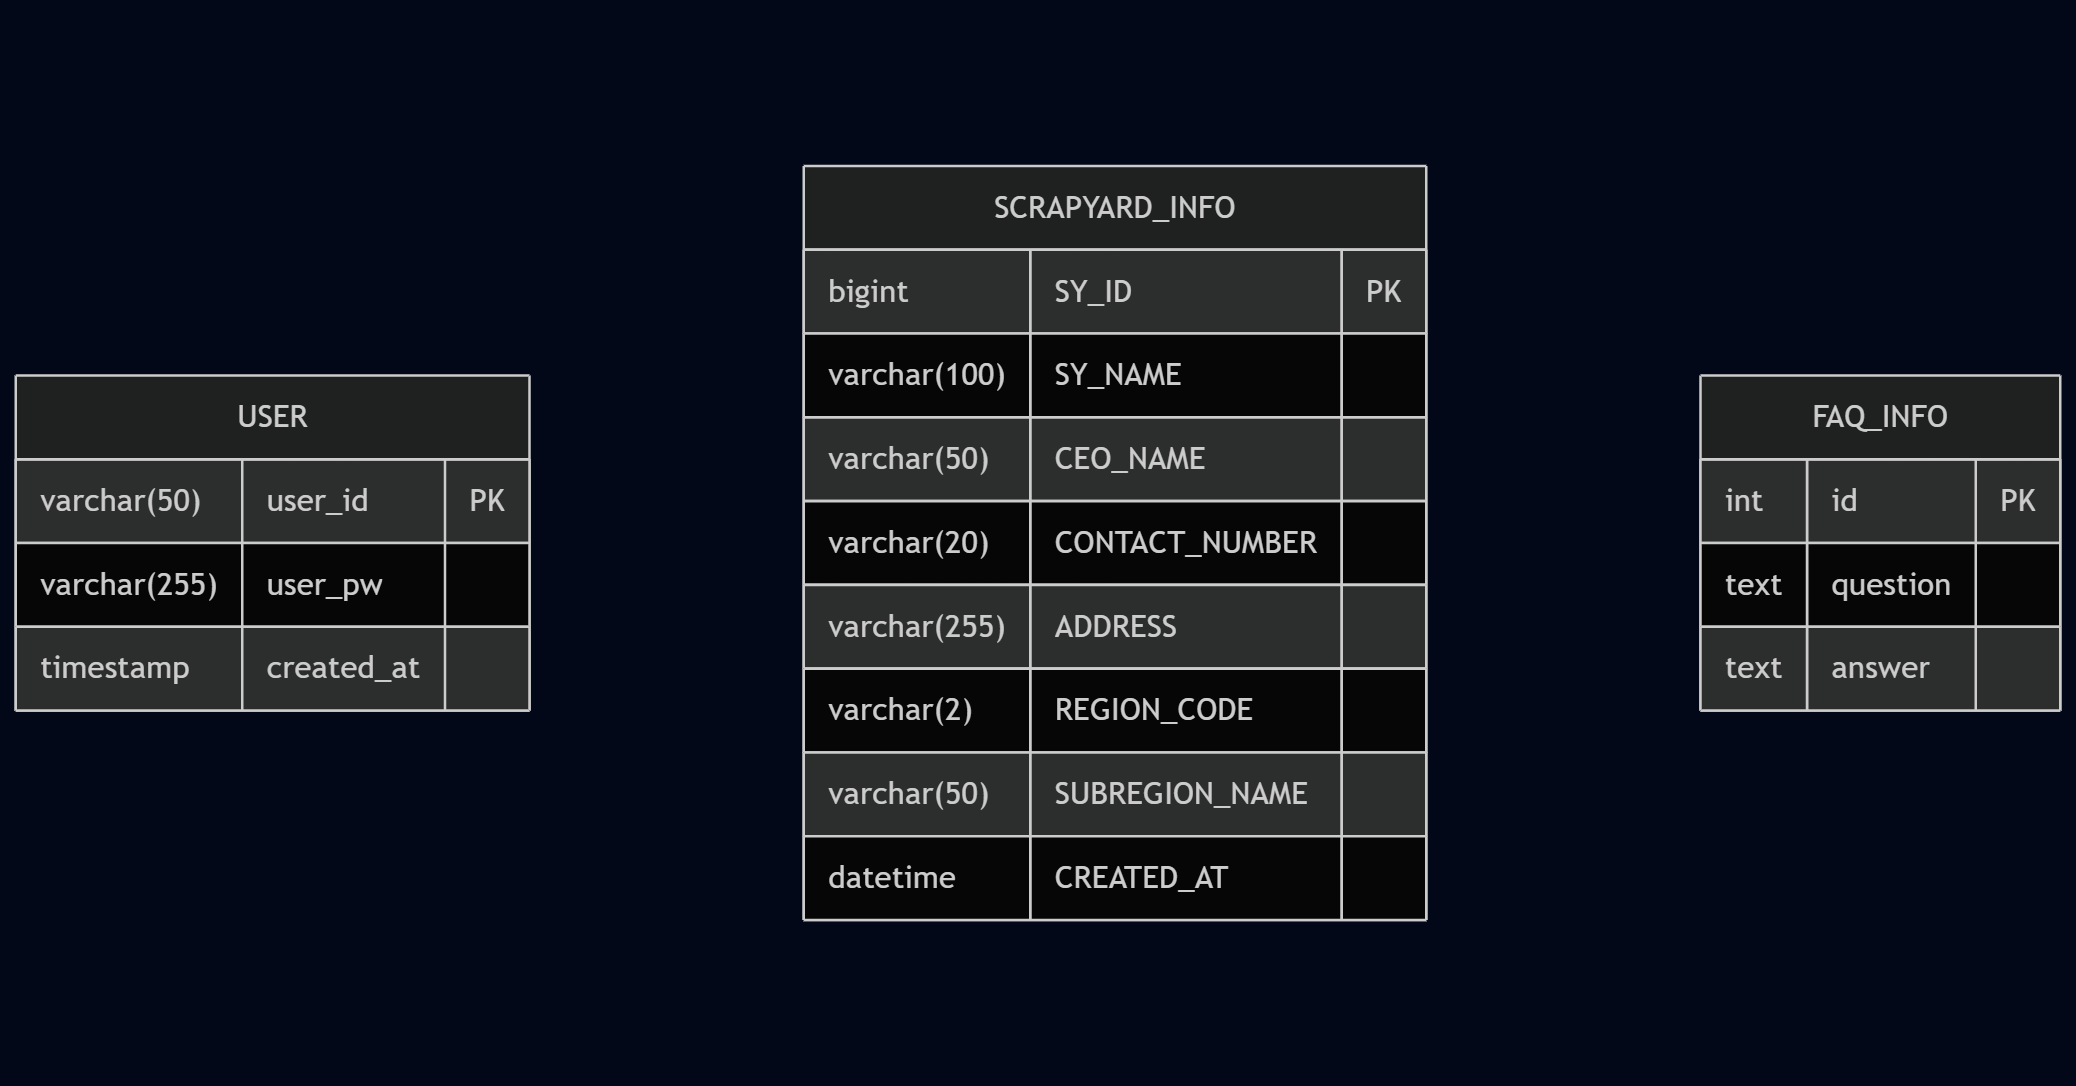 USER
varchar(50) user_id PK
varchar(255) user_pw
timestamp created_at
SCRAPYARD_INFO
bigint SY_ID PK
varchar(100) SY_NAME
varchar(50) CEO_NAME
varchar(20) CONTACT_NUMBER
varchar(255) ADDRESS
varchar(2) REGION_CODE
varchar(50) SUBREGION_NAME
datetime CREATED_AT
FAQ_INFO
int id PK
text question
text answer